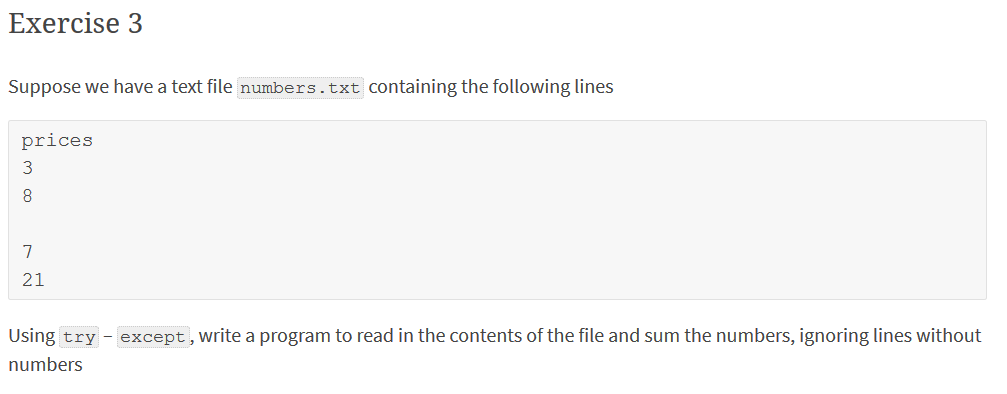 Exercise 3
Suppose we have a text file numbers.txt containing the following lines
prices
3
8
7
21
Using try – except, write a program to read in the contents of the file and sum the numbers, ignoring lines without
numbers